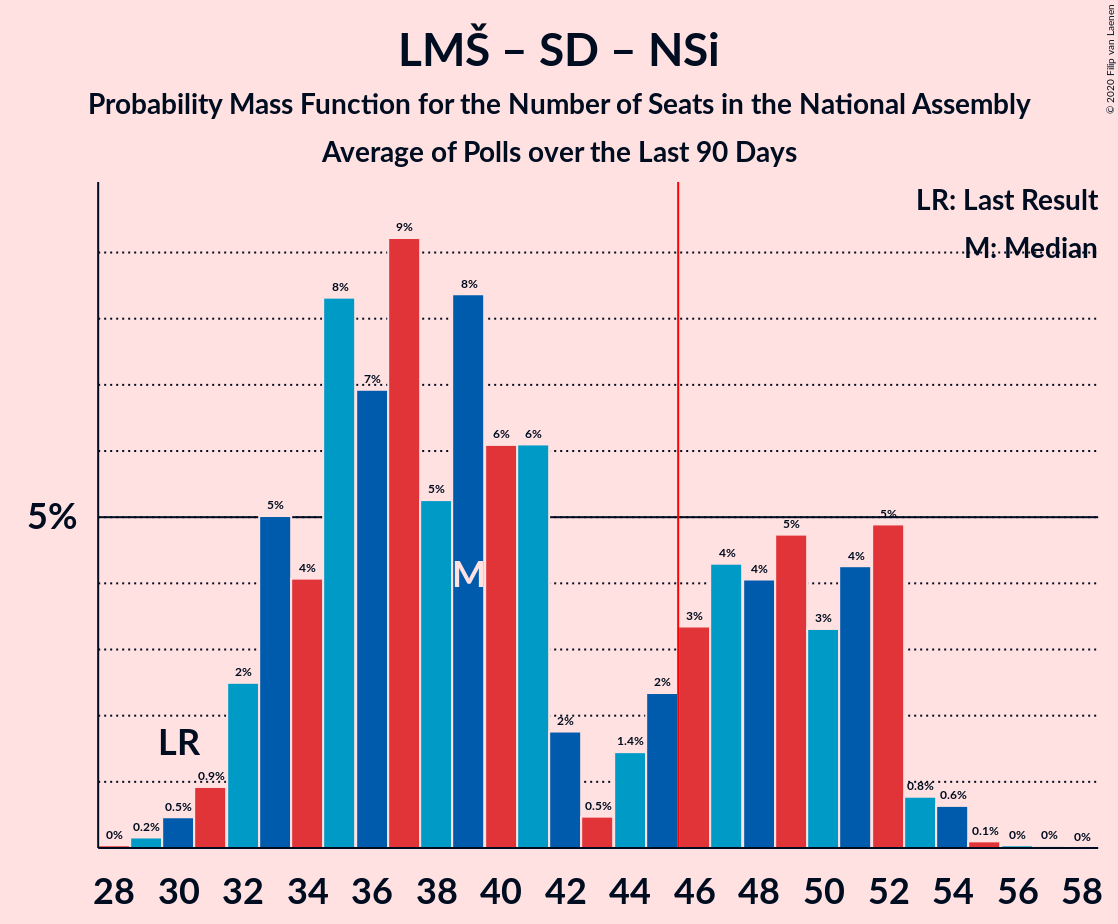 LMŠ – SD – NSi
Probability Mass Function for the Number of Seats in the National Assembly
Average of Polls over the Last 90 Days
© 2020 Filip van Laenen
LR: Last Result
M: Median
5%
LR
M
0% 0.2% 0.5% 0.9% 2% 5% 4% 8% 7% 9% 5% 8% 6% 6% 2% 0.5% 1.4% 2% 3% 4% 4% 5% 3% 4% 5% 0.8% 0.6% 0.1% 0% 0% 0%
28 30 32 34 36 38 40 42 44 46 48 50 52 54 56 58